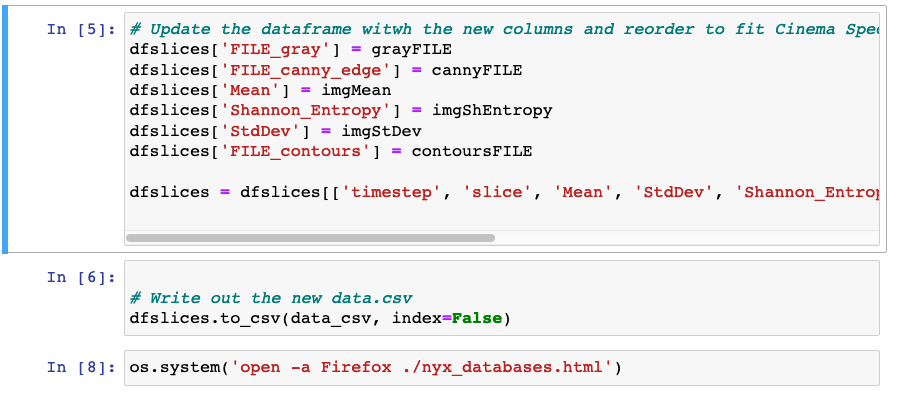 In [5]: # Update the dataframe witwh the new columns and reorder to fit Cinema Spec
dfslices['FILE_gray'] = grayFILE
dfslices['FILE_canny_edge'] = cannyFILE
dfslices['Mean'] = imgMean
dfslices['Shannon_Entropy'] = imgShEntropy
dfslices['StdDev'] = imgStDev
dfslices['FILE_contours'] = contoursFILE
dfslices = dfslices[['timestep', 'slice', 'Mean', 'StdDev', 'Shannon_Entrop
In [6]:
# Write out the new data.csv
dfslices.to_csv(data_csv, index=False)
In [8]: os.system('open -a Firefox ./nyx_databases.html')